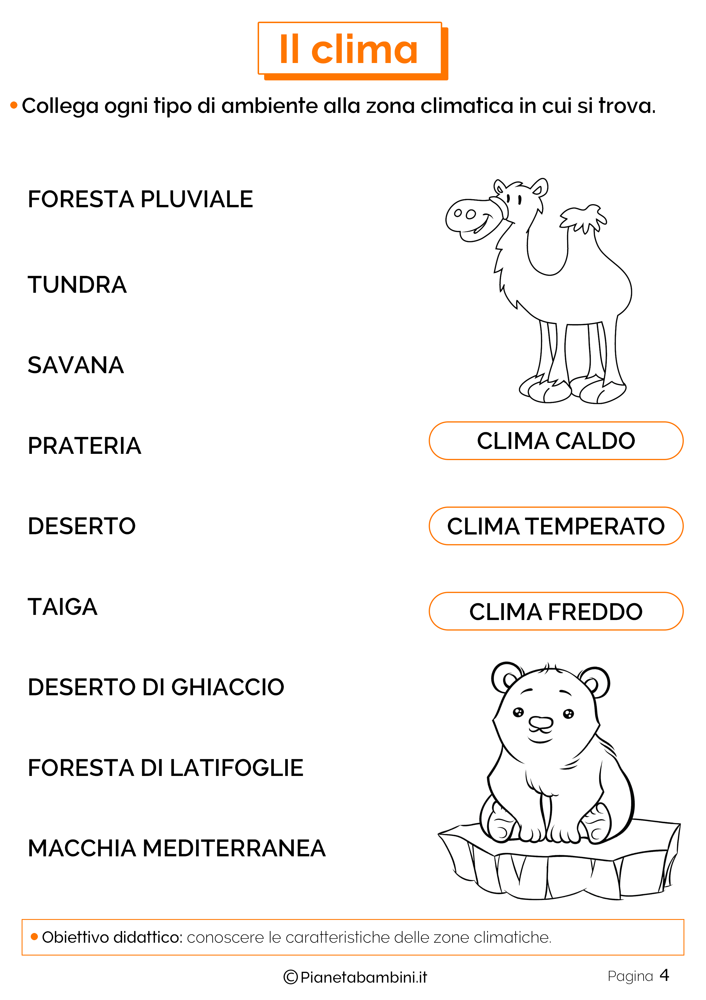 Il clima
• Collega ogni tipo di ambiente alla zona climatica in cui si trova.
FORESTA PLUVIALE
TUNDRA
SAVANA
PRATERIA
DESERTO
TAIGA
DESERTO DI GHIACCIO
FORESTA DI LATIFOGLIE
MACCHIA MEDITERRANEA
CLIMA CALDO
CLIMA TEMPERATO
CLIMA FREDDO
• Obiettivo didattico: conoscere le caratteristiche delle zone climatiche.
© Pianetabambini.it
Pagina 4